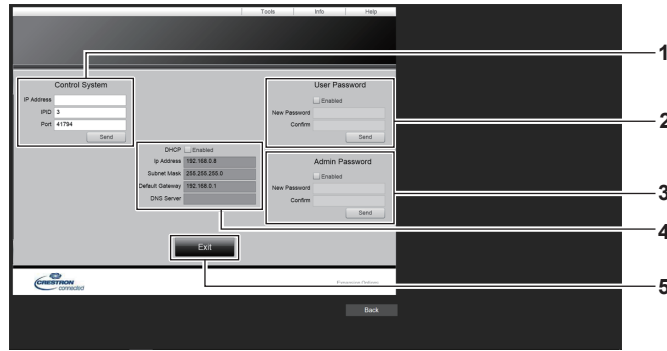 Tools Info Help
1
Control System
IP Address
IPID 3
Port 41794
Send
User Password
Enabled
New Password
Confirm
Send
2
DHCP Enabled
Ip Address 192.168.0.8
Subnet Mask 255.255.255.0
Default Gateway 192.168.0.1
DNS Server
Admin Password
Enabled
New Password
Confirm
Send
3
4
Exit
5
CRESTRON
connected
Expansion Options
Back